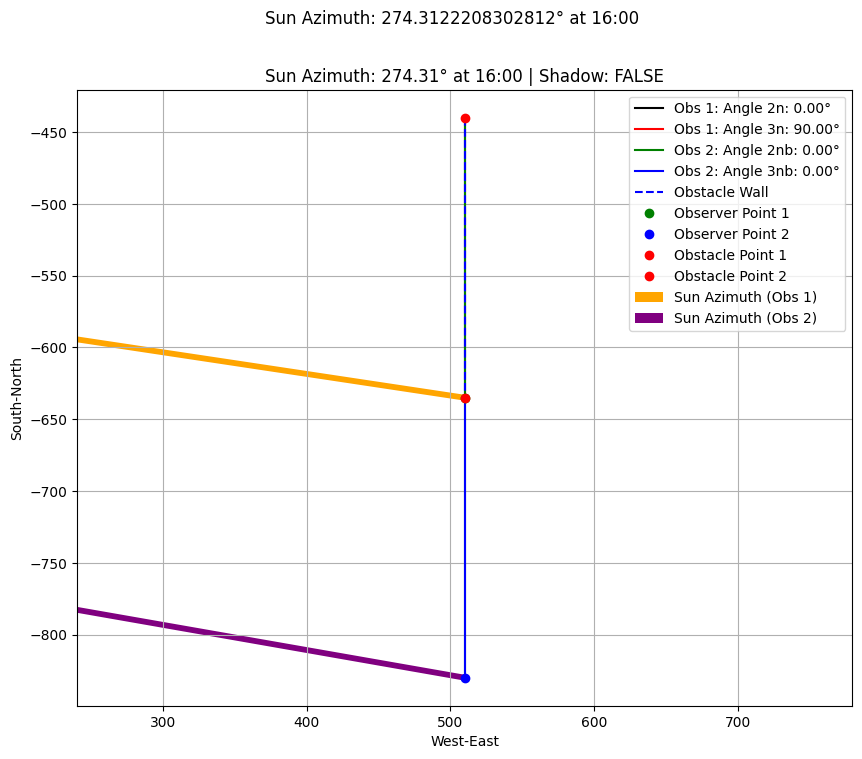 Sun Azimuth: 274.3122208302812° at 16:00
Sun Azimuth: 274.31° at 16:00 | Shadow: FALSE
Obs 1: Angle 2n: 0.00°
Obs 1: Angle 3n: 90.00°
Obs 2: Angle 2nb: 0.00°
Obs 2: Angle 3nb: 0.00°
Obstacle Wall
Observer Point 1
Observer Point 2
Obstacle Point 1
Obstacle Point 2
Sun Azimuth (Obs 1)
Sun Azimuth (Obs 2)
South-North
−450
−500
−550
−600
−650
−700
−750
−800
300 400 500 600 700
West-East